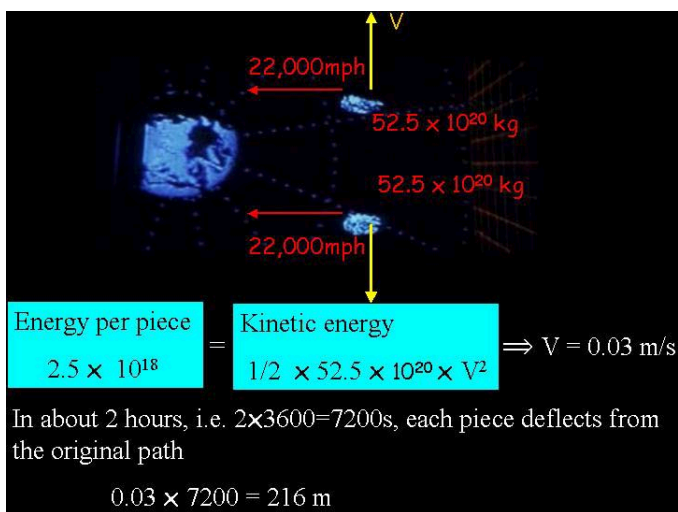 V
22,000mph
52.5 x 10²⁰ kg
52.5 x 10²⁰ kg
22,000mph
Energy per piece
2.5 × 10¹⁸
=
Kinetic energy
1/2 × 52.5 × 10²⁰ × V²
⇒ V = 0.03 m/s
In about 2 hours, i.e. 2×3600=7200s, each piece deflects from
the original path
0.03 × 7200 = 216 m